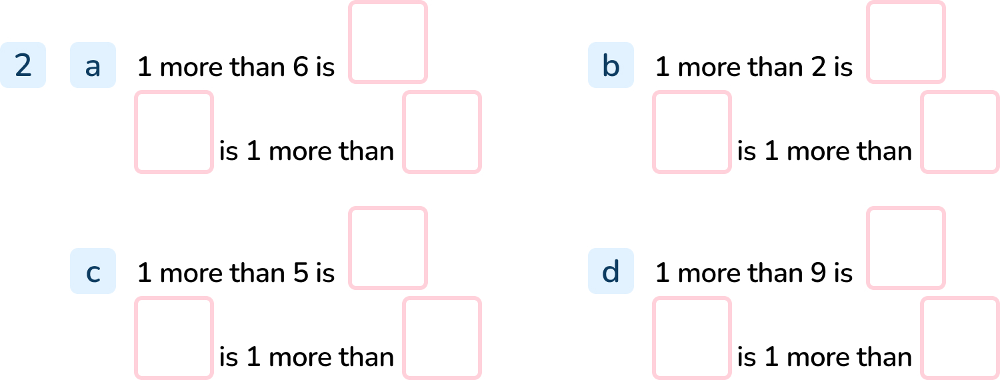 2 a 1 more than 6 is
is 1 more than
b 1 more than 2 is
is 1 more than
c 1 more than 5 is
is 1 more than
d 1 more than 9 is
is 1 more than